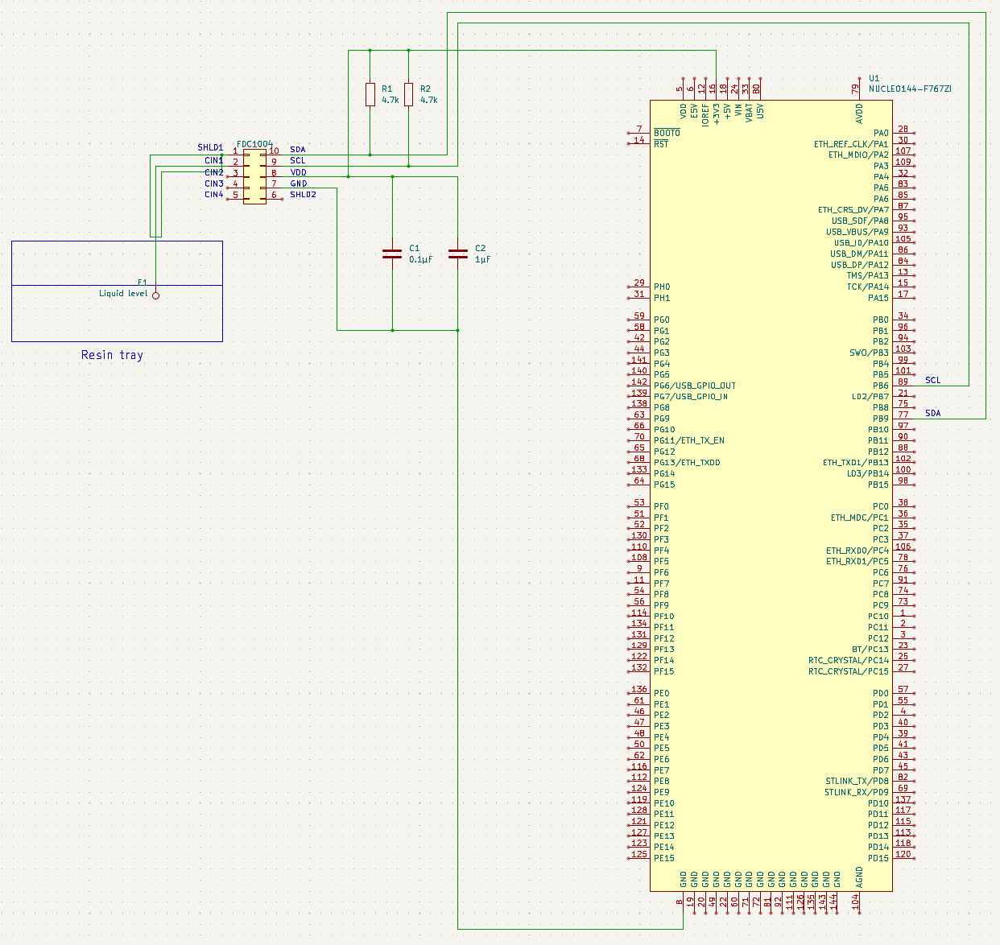 U1
NUCLEO144-F767ZI
5 6 12 16 18 24 33 80 79
VDD E5V IOREF +3V3 +5V VIN VBAT U5V AVDD
R1
4.7k
R2
4.7k
FDC1004
SHLD1 1 10 SDA
CIN1 2 9 SCL
CIN2 3 8 VDD
CIN3 4 7 GND
CIN4 5 6 SHLD2
C1
0.1µF
C2
1µF
F1
Liquid level
Resin tray
7 BOOT0
14 RST
29 PH0
31 PH1
59 PG0
58 PG1
42 PG2
44 PG3
141 PG4
140 PG5
142 PG6/USB_GPIO_OUT
139 PG7/USB_GPIO_IN
138 PG8
63 PG9
66 PG10
70 PG11/ETH_TX_EN
65 PG12
68 PG13/ETH_TXD0
133 PG14
64 PG15
53 PF0
51 PF1
52 PF2
130 PF3
110 PF4
108 PF5
9 PF6
11 PF7
54 PF8
56 PF9
114 PF10
134 PF11
131 PF12
129 PF13
122 PF14
132 PF15
136 PE0
61 PE1
46 PE2
47 PE3
48 PE4
50 PE5
62 PE6
116 PE7
112 PE8
124 PE9
119 PE10
128 PE11
121 PE12
127 PE13
123 PE14
125 PE15
PA0 28
ETH_REF_CLK/PA1 30
ETH_MDIO/PA2 107
PA3 109
PA4 32
PA5 83
PA6 85
ETH_CRS_DV/PA7 87
USB_SOF/PA8 95
USB_VBUS/PA9 93
USB_ID/PA10 105
USB_DM/PA11 86
USB_DP/PA12 84
TMS/PA13 13
TCK/PA14 15
PA15 17
PB0 34
PB1 96
PB2 94
SWO/PB3 103
PB4 99
PB5 101
PB6 89 SCL
LD2/PB7 21
PB8 75
PB9 77 SDA
PB10 97
PB11 90
PB12 88
ETH_TXD1/PB13 102
LD3/PB14 100
PB15 98
PC0 38
ETH_MDC/PC1 36
PC2 35
PC3 37
ETH_RXD0/PC4 106
ETH_RXD1/PC5 78
PC6 76
PC7 91
PC8 74
PC9 73
PC10 1
PC11 2
PC12 3
BT/PC13 23
RTC_CRYSTAL/PC14 25
RTC_CRYSTAL/PC15 27
PD0 57
PD1 55
PD2 4
PD3 40
PD4 39
PD5 41
PD6 43
PD7 45
STLINK_TX/PD8 82
STLINK_RX/PD9 69
PD10 137
PD11 117
PD12 115
PD13 113
PD14 118
PD15 120
GND GND GND GND GND GND GND GND GND GND GND GND GND GND GND AGND
8 19 20 49 22 60 71 72 81 92 111 126 135 143 144 104